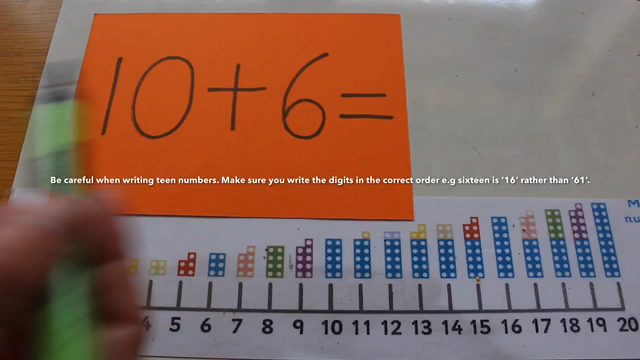 10+6=
Be careful when writing teen numbers. Make sure you write the digits in the correct order e.g sixteen is ‘16’ rather than ‘61’.
4 5 6 7 8 9 10 11 12 13 14 15 16 17 18 19 20